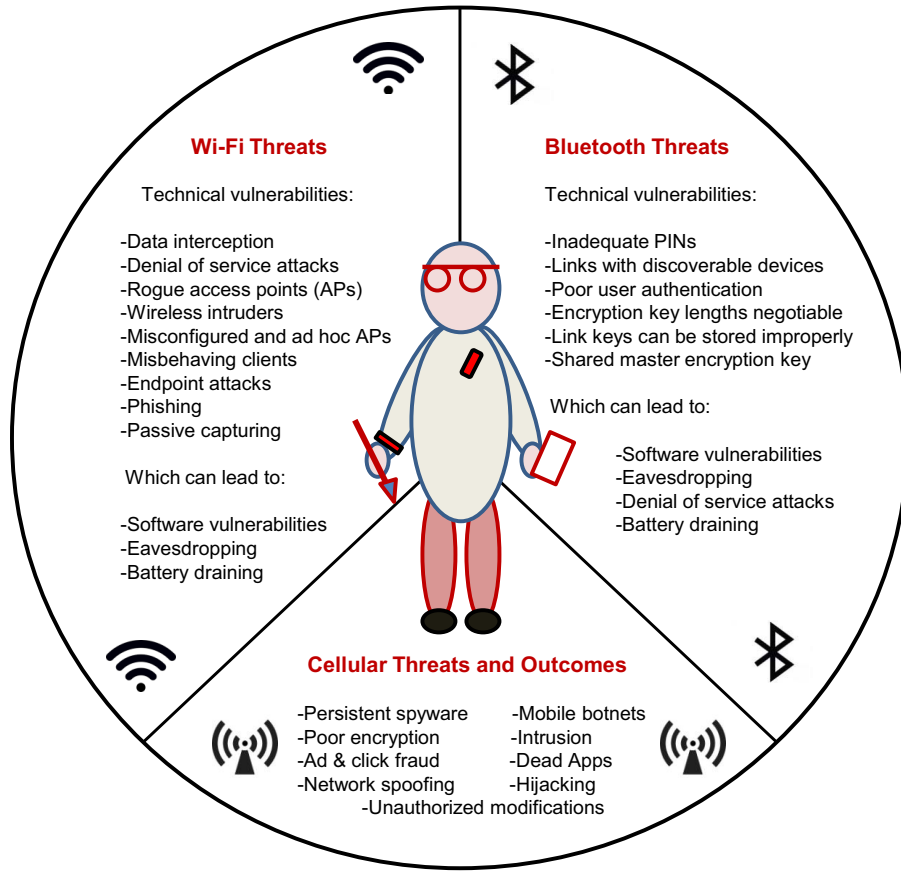 Wi-Fi Threats
Technical vulnerabilities:
-Data interception
-Denial of service attacks
-Rogue access points (APs)
-Wireless intruders
-Misconfigured and ad hoc APs
-Misbehaving clients
-Endpoint attacks
-Phishing
-Passive capturing
Which can lead to:
-Software vulnerabilities
-Eavesdropping
-Battery draining
Bluetooth Threats
Technical vulnerabilities:
-Inadequate PINs
-Links with discoverable devices
-Poor user authentication
-Encryption key lengths negotiable
-Link keys can be stored improperly
-Shared master encryption key
Which can lead to:
-Software vulnerabilities
-Eavesdropping
-Denial of service attacks
-Battery draining
Cellular Threats and Outcomes
-Persistent spyware
-Poor encryption
-Ad & click fraud
-Network spoofing
-Mobile botnets
-Intrusion
-Dead Apps
-Hijacking
-Unauthorized modifications